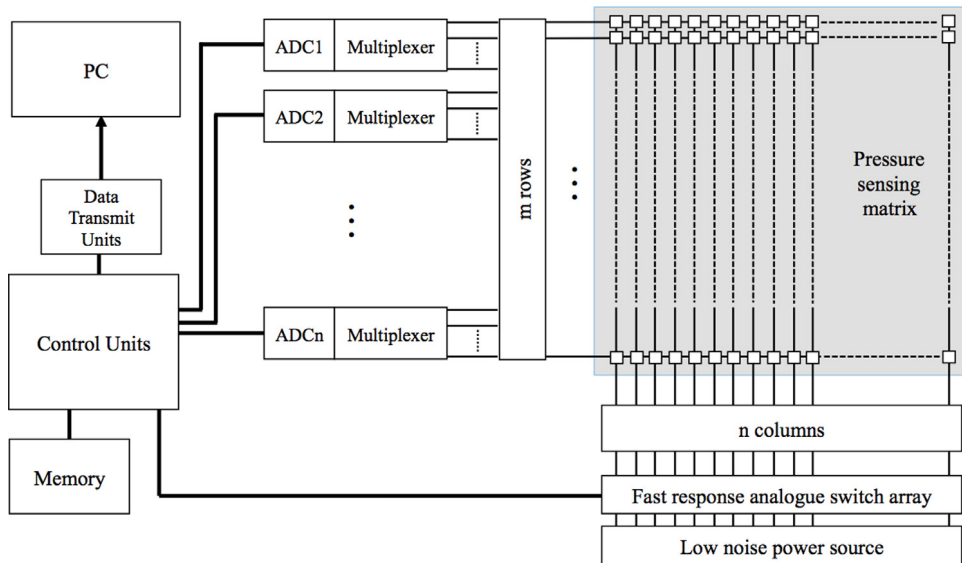 PC
Data
Transmit
Units
Control Units
Memory
ADC1 Multiplexer
ADC2 Multiplexer
ADCn Multiplexer
m rows
Pressure
sensing
matrix
n columns
Fast response analogue switch array
Low noise power source